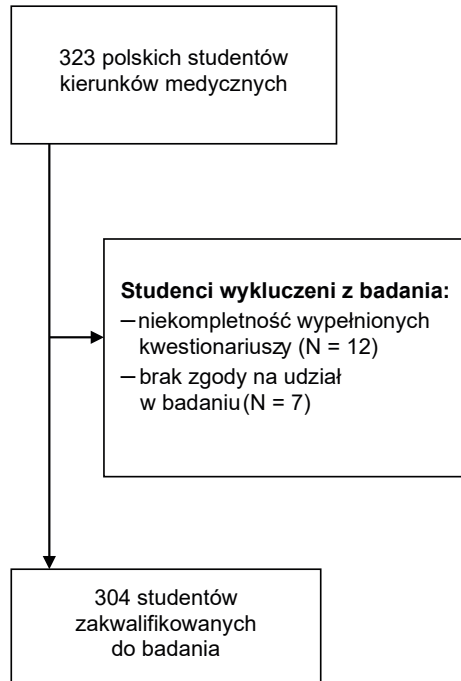 323 polskich studentów
kierunków medycznych
Studenci wykluczeni z badania:
– niekompletność wypełnionych
kwestionariuszy (N = 12)
– brak zgody na udział
w badaniu (N = 7)
304 studentów
zakwalifikowanych
do badania